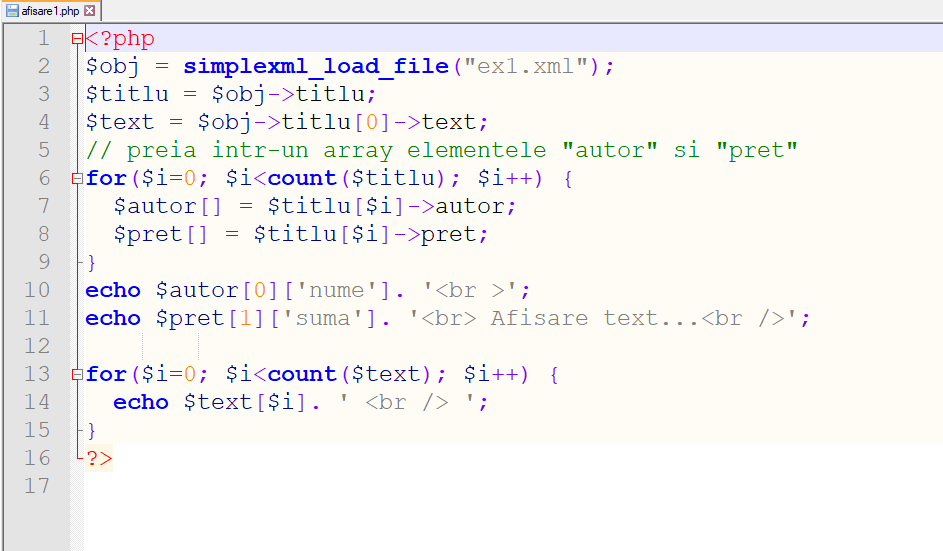 afisare1.php
1 <?php
2 $obj = simplexml_load_file("ex1.xml");
3 $titlu = $obj->titlu;
4 $text = $obj->titlu[0]->text;
5 // preia intr-un array elementele "autor" si "pret"
6 for($i=0; $i<count($titlu); $i++) {
7   $autor[] = $titlu[$i]->autor;
8   $pret[] = $titlu[$i]->pret;
9 }
10 echo $autor[0]['nume']. '<br >';
11 echo $pret[1]['suma']. '<br> Afisare text...<br />';
12
13 for($i=0; $i<count($text); $i++) {
14   echo $text[$i]. ' <br /> ';
15 }
16 ?>
17